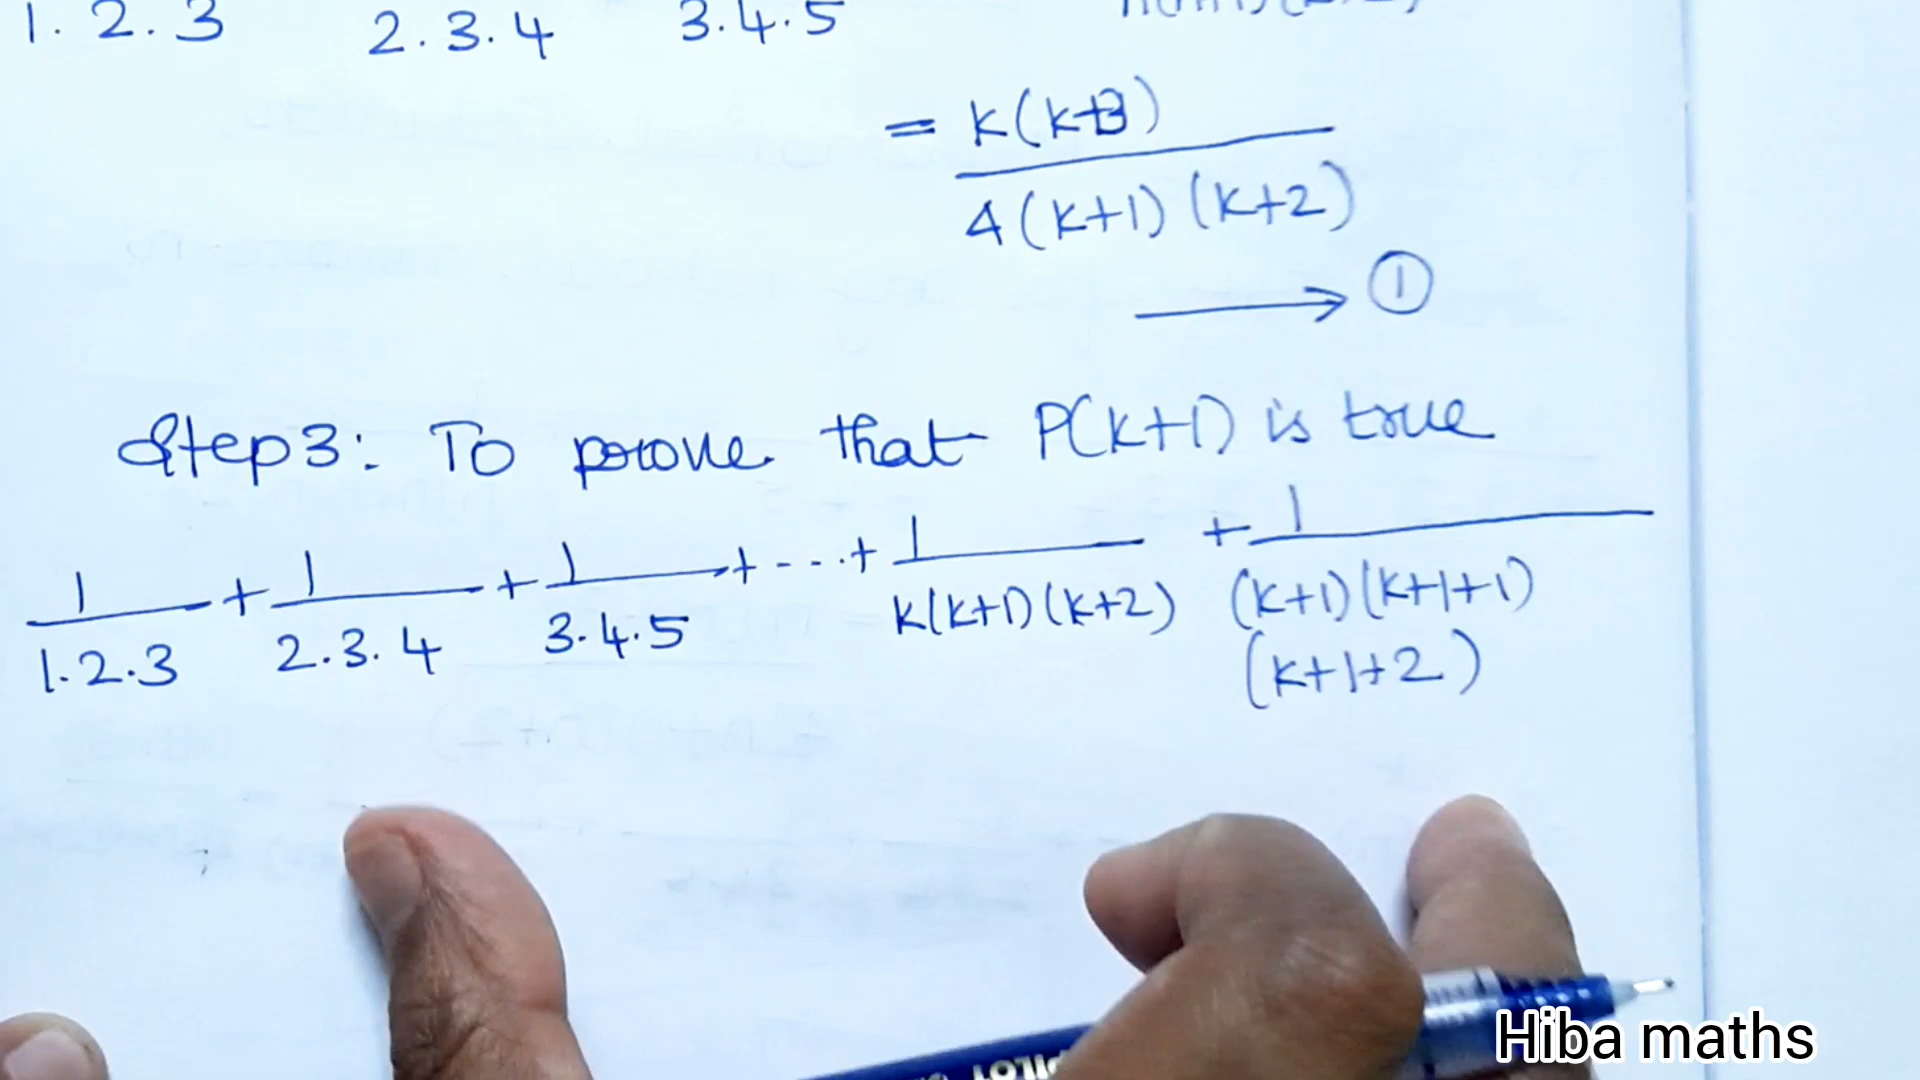 1.2.3 2.3.4 3.4.5
= k(k+3)
4(k+1)(k+2)
→ ①
Step3: To prove that P(k+1) is true
1 + 1 + 1 + ---+ 1 + 1
1.2.3 2.3.4 3.4.5 k(k+1)(k+2) (k+1)(k+1+1)
(k+1+2)
PILOT
Hiba maths